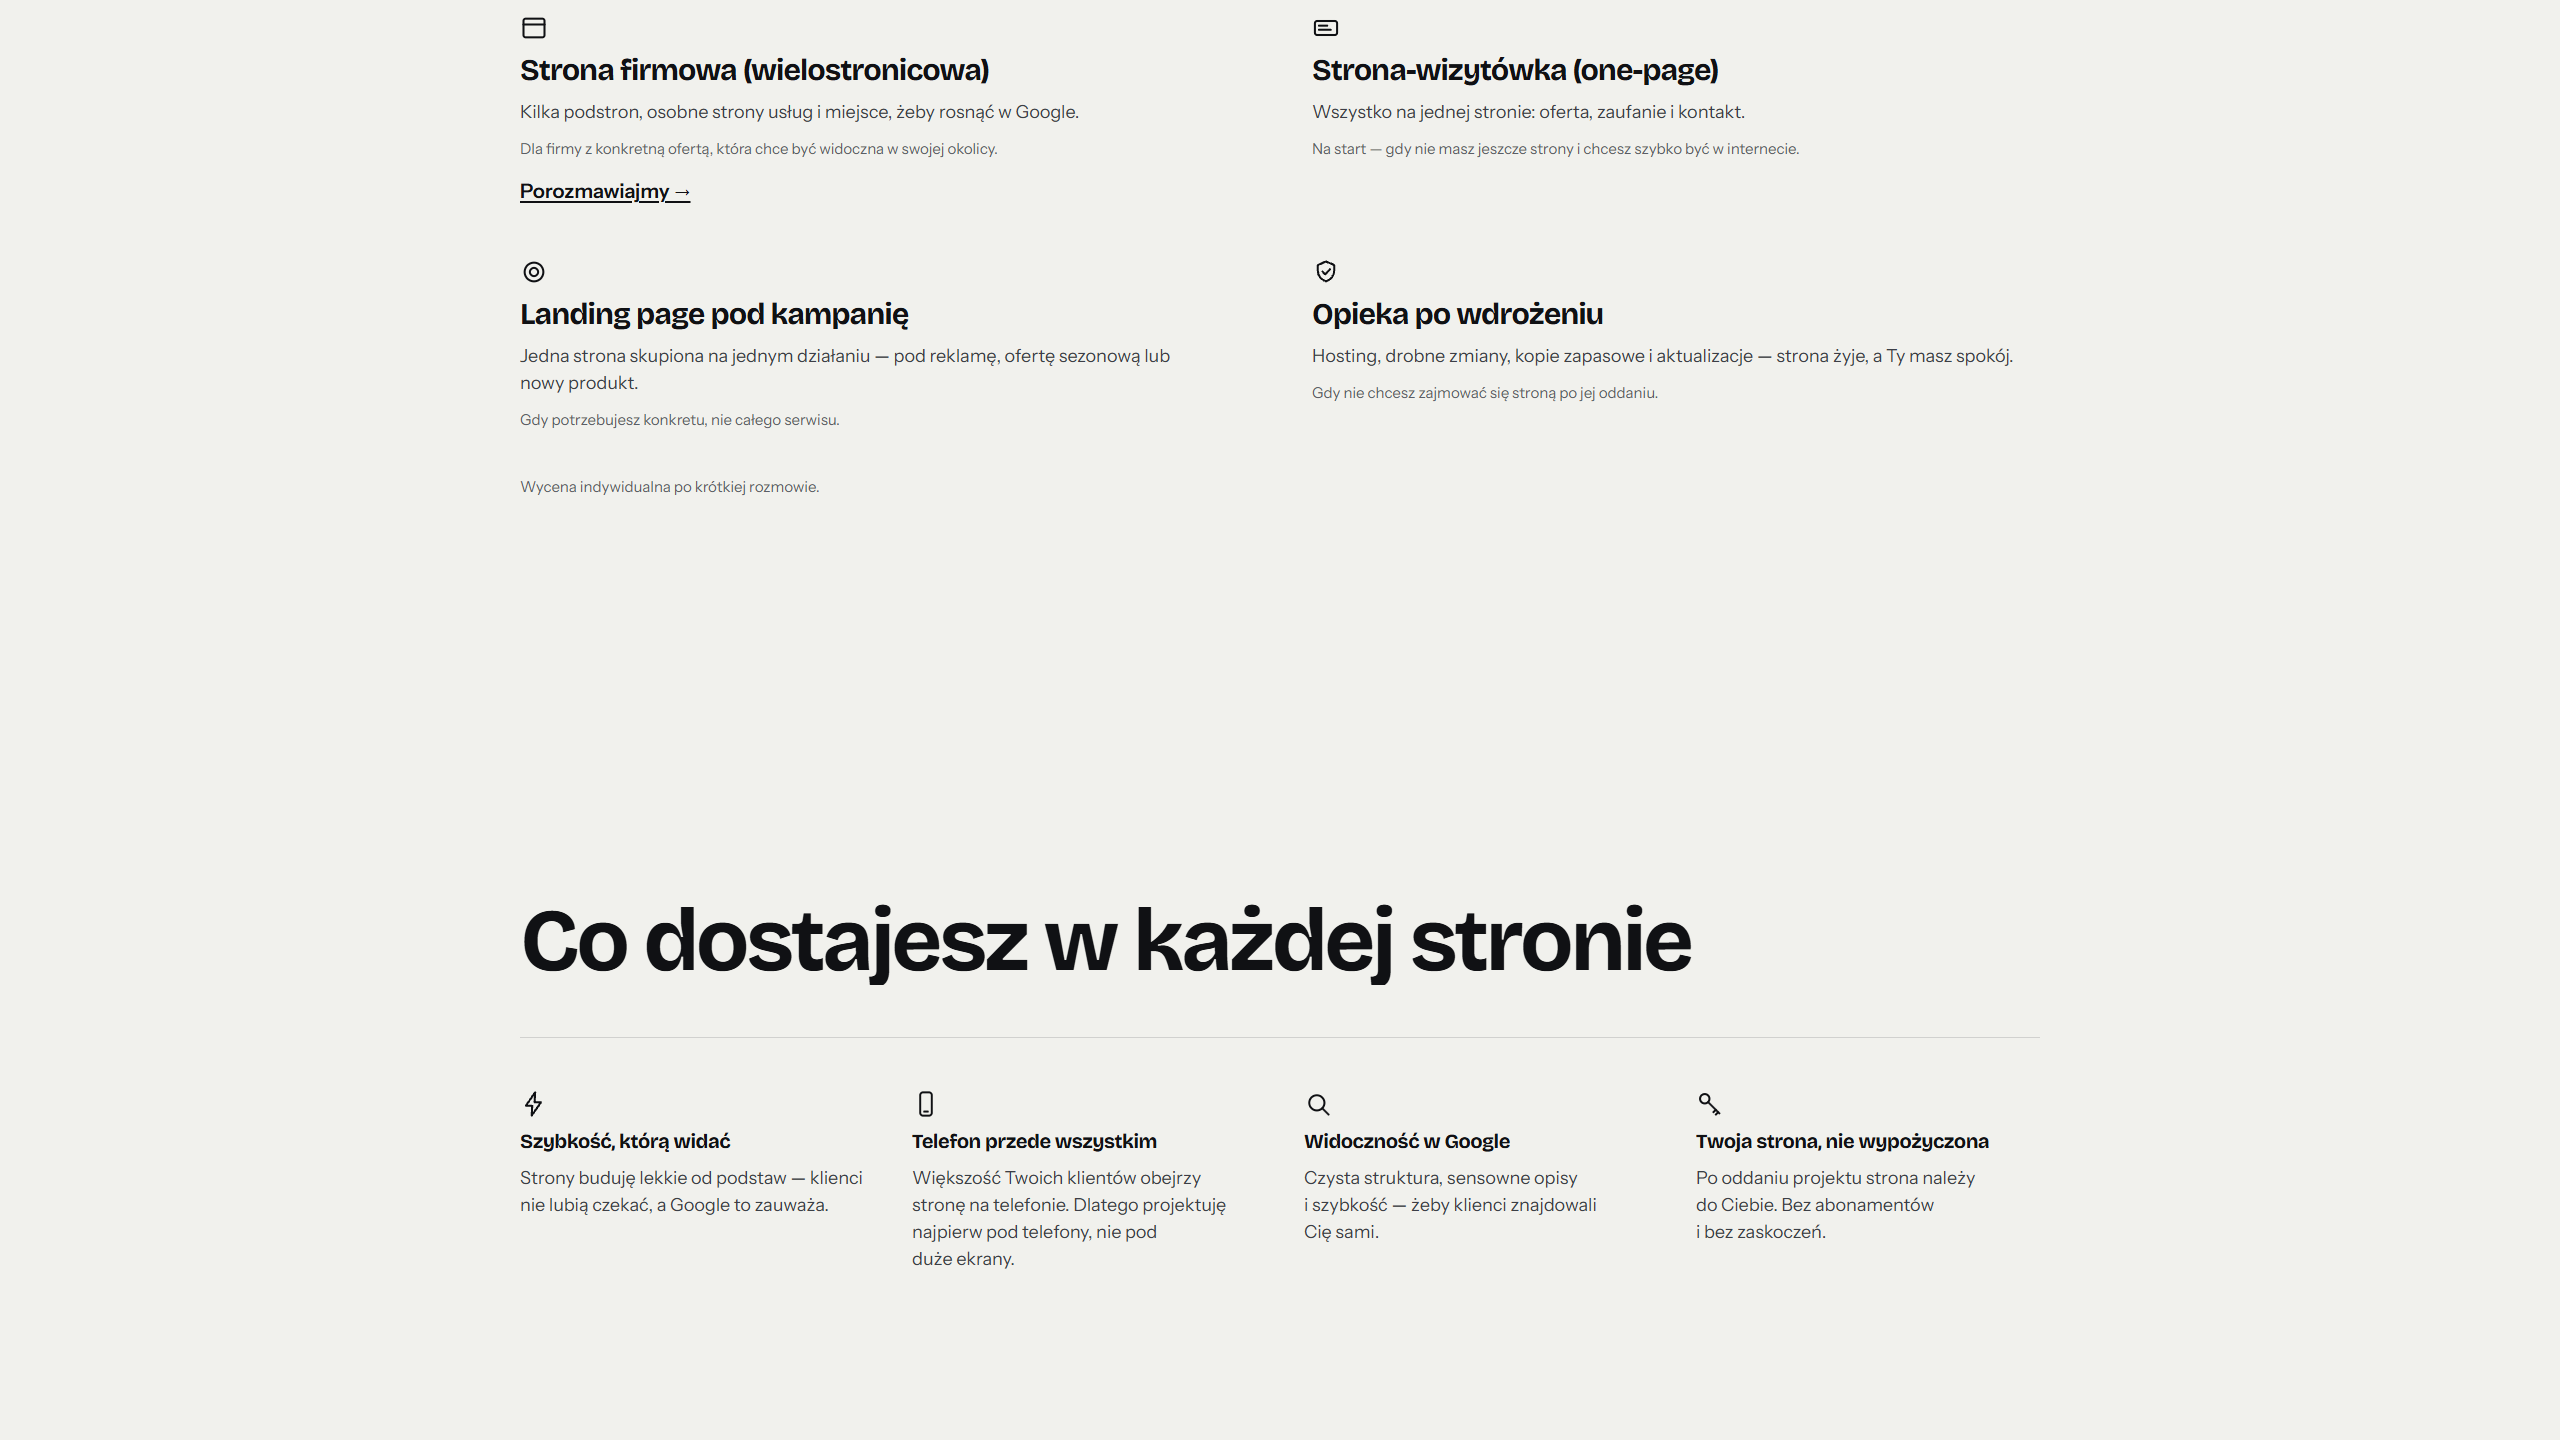 Strona firmowa (wielostronicowa)
Kilka podstron, osobne strony usług i miejsce, żeby rosnąć w Google.
Dla firmy z konkretną ofertą, która chce być widoczna w swojej okolicy.
Porozmawiajmy →
Strona-wizytówka (one-page)
Wszystko na jednej stronie: oferta, zaufanie i kontakt.
Na start — gdy nie masz jeszcze strony i chcesz szybko być w internecie.
Landing page pod kampanię
Jedna strona skupiona na jednym działaniu — pod reklamę, ofertę sezonową lub
nowy produkt.
Gdy potrzebujesz konkretu, nie całego serwisu.
Opieka po wdrożeniu
Hosting, drobne zmiany, kopie zapasowe i aktualizacje — strona żyje, a Ty masz spokój.
Gdy nie chcesz zajmować się stroną po jej oddaniu.
Wycena indywidualna po krótkiej rozmowie.
Co dostajesz w każdej stronie
Szybkość, którą widać
Strony buduję lekkie od podstaw — klienci
nie lubią czekać, a Google to zauważa.
Telefon przede wszystkim
Większość Twoich klientów obejrzy
stronę na telefonie. Dlatego projektuję
najpierw pod telefony, nie pod
duże ekrany.
Widoczność w Google
Czysta struktura, sensowne opisy
i szybkość — żeby klienci znajdowali
Cię sami.
Twoja strona, nie wypożyczona
Po oddaniu projektu strona należy
do Ciebie. Bez abonamentów
i bez zaskoczeń.